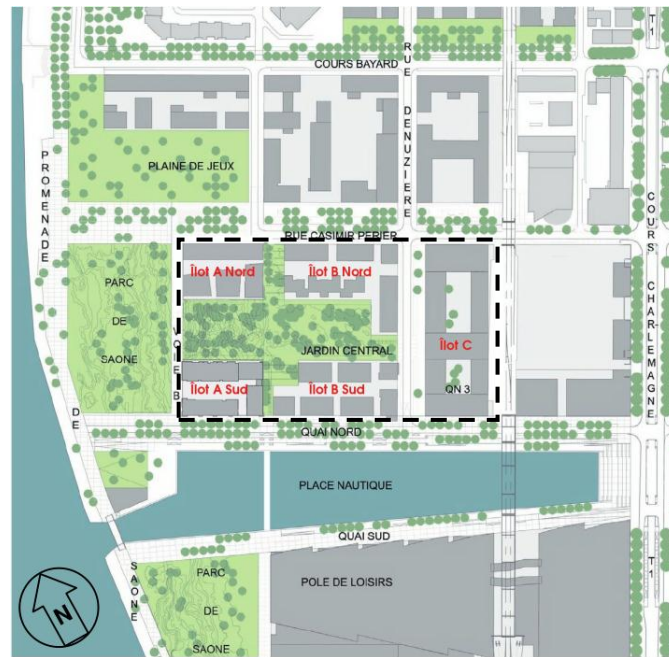 T1
COURS BAYARD
RUE DENUZIERE
PROMENADE
PLAINE DE JEUX
COURS CHARLEMAGNE
RUE CASIMIR PERIER
Îlot A Nord
Îlot B Nord
PARC
DE
SAONE
VOIE B
JARDIN CENTRAL
Îlot C
Îlot A Sud
Îlot B Sud
QN 3
QUAI NORD
DE
PLACE NAUTIQUE
QUAI SUD
SAONE
PARC
DE
SAONE
POLE DE LOISIRS
T1
N